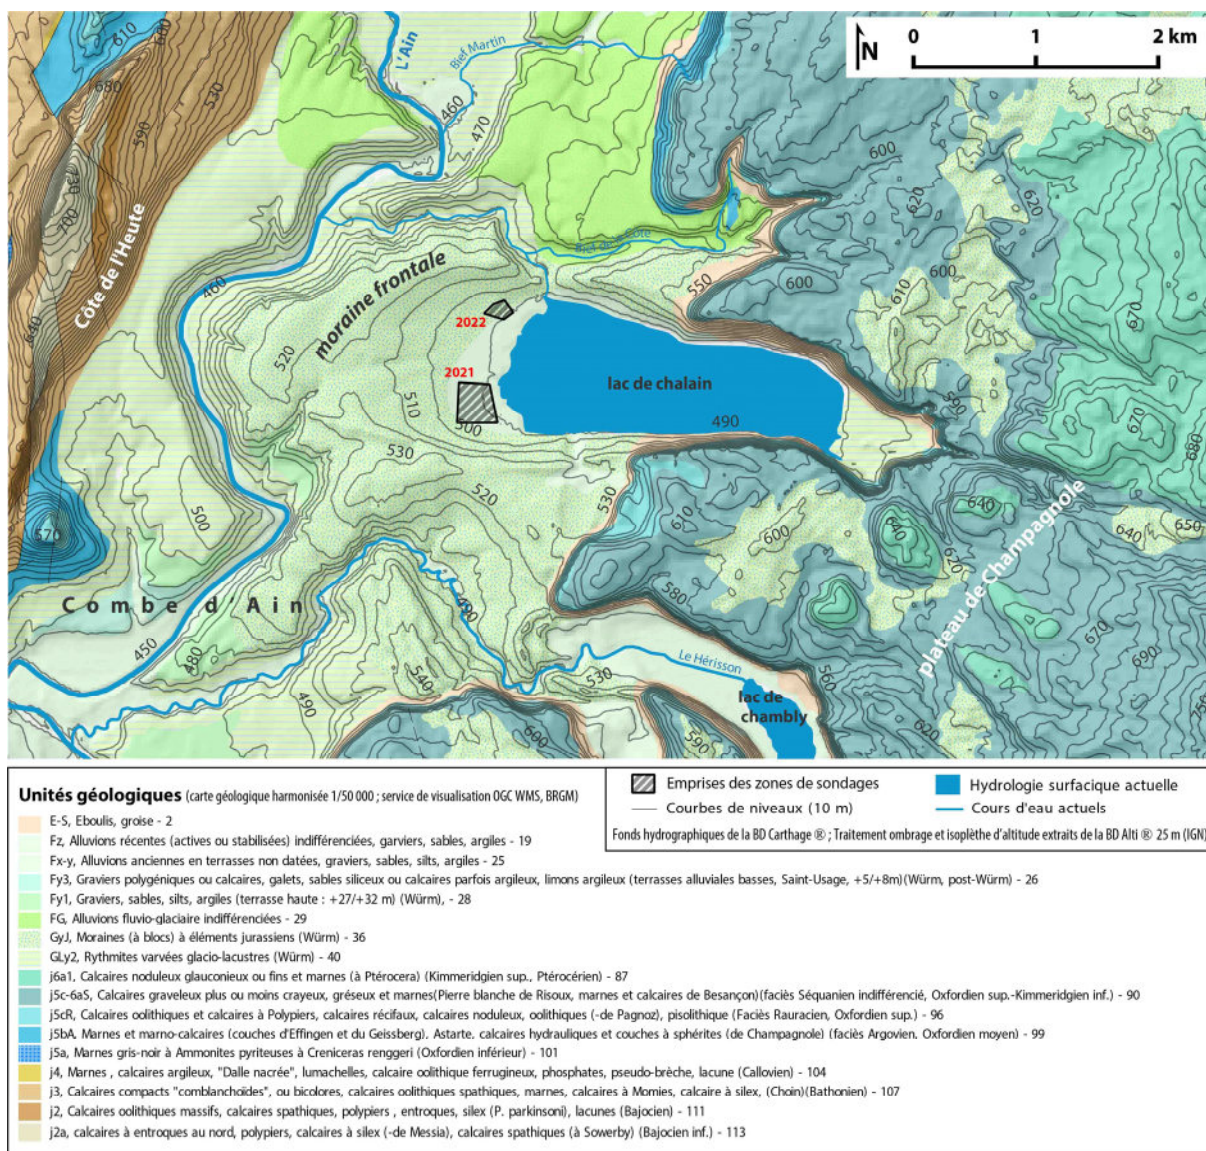 0 1 2 km
N
610
600
680
530
590
730
700
640
Côte de l'Heute
L'Ain
Bief Martin
460
470
460
600
620
620
600
600
610
550
670
Bief de la Côte
moraine frontale
2022
2021
520
510
500
530
520
lac de chalain
490
590
670
680
530
610
600
640
640
620
640
650
plateau de Champagnole
570
500
Combe d'Ain
450
480
490
490
540
530
580
560
Le Hérisson
lac de
chambly
600
590
620
670
690
750
Unités géologiques (carte géologique harmonisée 1/50 000 ; service de visualisation OGC WMS, BRGM)
E-S, Eboulis, groise - 2
Fz, Alluvions récentes (actives ou stabilisées) indifférenciées, garviers, sables, argiles - 19
Fx-y, Alluvions anciennes en terrasses non datées, graviers, sables, silts, argiles - 25
Fy3, Graviers polygéniques ou calcaires, galets, sables siliceux ou calcaires parfois argileux, limons argileux (terrasses alluviales basses, Saint-Usage, +5/+8m)(Würm, post-Würm) - 26
Fy1, Graviers, sables, silts, argiles (terrasse haute : +27/+32 m) (Würm), - 28
FG, Alluvions fluvio-glaciaire indifférenciées - 29
GyJ, Moraines (à blocs) à éléments jurassiens (Würm) - 36
GLy2, Rythmites varvées glacio-lacustres (Würm) - 40
j6a1, Calcaires noduleux glauconieux ou fins et marnes (à Ptérocera) (Kimmeridgien sup., Ptérocérien) - 87
j5c-6aS, Calcaires graveleux plus ou moins crayeux, gréseux et marnes(Pierre blanche de Risoux, marnes et calcaires de Besançon)(faciès Séquanien indifférencié, Oxfordien sup.-Kimmeridgien inf.) - 90
j5cR, Calcaires oolithiques et calcaires à Polypiers, calcaires récifaux, calcaires noduleux, oolithiques (-de Pagnoz), pisolithique (Faciès Rauracien, Oxfordien sup.) - 96
j5bA, Marnes et marno-calcaires (couches d'Effingen et du Geissberg), Astarte, calcaires hydrauliques et couches à sphérites (de Champagnole) (faciès Argovien, Oxfordien moyen) - 99
j5a, Marnes gris-noir à Ammonites pyriteuses à Creniceras renggeri (Oxfordien inférieur) - 101
j4, Marnes , calcaires argileux, "Dalle nacrée", lumachelles, calcaire oolithique ferrugineux, phosphates, pseudo-brèche, lacune (Callovien) - 104
j3, Calcaires compacts "comblanchoïdes", ou bicolores, calcaires oolithiques spathiques, marnes, calcaires à Momies, calcaire à silex, (Choin)(Bathonien) - 107
j2, Calcaires oolithiques massifs, calcaires spathiques, polypiers , entroques, silex (P. parkinsoni), lacunes (Bajocien) - 111
j2a, calcaires à entroques au nord, polypiers, calcaires à silex (-de Messia), calcaires spathiques (à Sowerby) (Bajocien inf.) - 113
Emprises des zones de sondages
Hydrologie surfacique actuelle
Courbes de niveaux (10 m)
Cours d'eau actuels
Fonds hydrographiques de la BD Carthage ® ; Traitement ombrage et isoplèthe d'altitude extraits de la BD Alti ® 25 m (IGN)